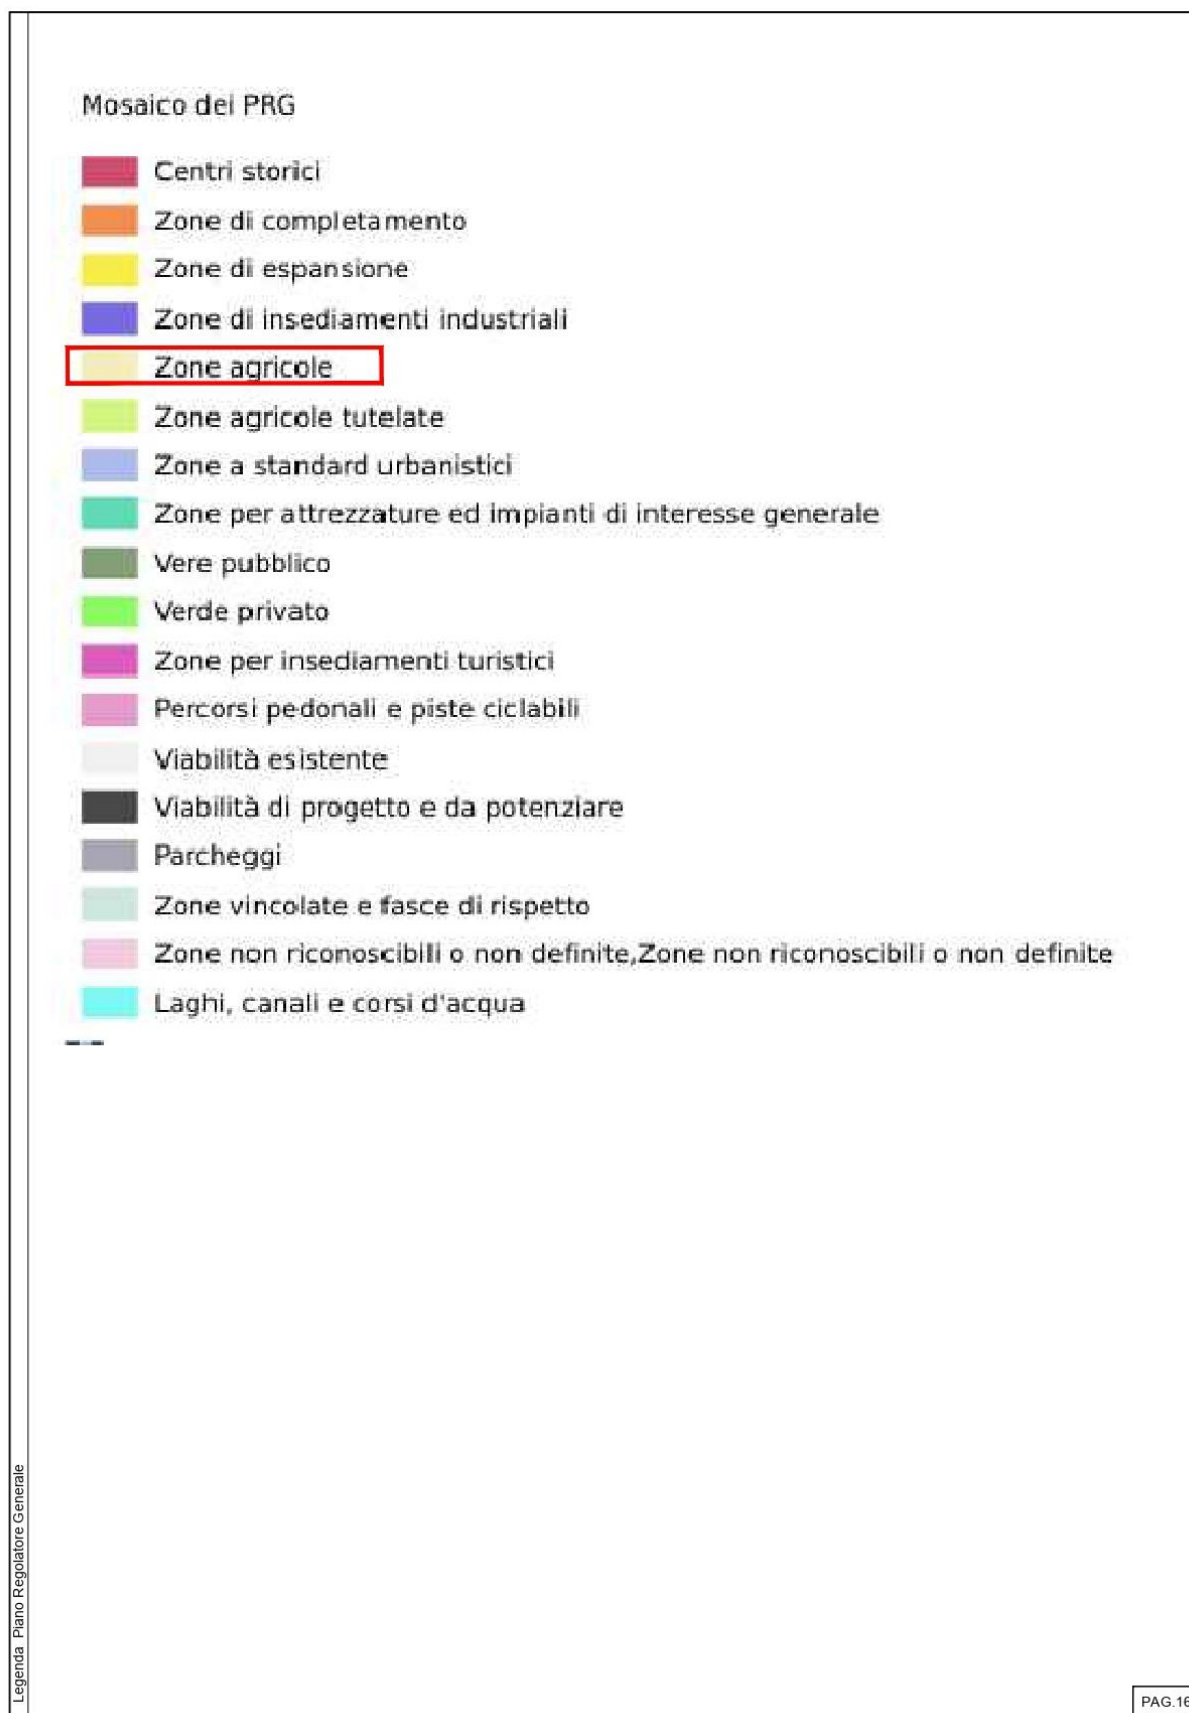 Mosaico dei PRG
Centri storici
Zone di completamento
Zone di espansione
Zone di insediamenti industriali
Zone agricole
Zone agricole tutelate
Zone a standard urbanistici
Zone per attrezzature ed impianti di interesse generale
Vere pubblico
Verde privato
Zone per insediamenti turistici
Percorsi pedonali e piste ciclabili
Viabilità esistente
Viabilità di progetto e da potenziare
Parcheggi
Zone vincolate e fasce di rispetto
Zone non riconoscibili o non definite,Zone non riconoscibili o non definite
Laghi, canali e corsi d'acqua
Legenda Piano Regolatore Generale
PAG.16